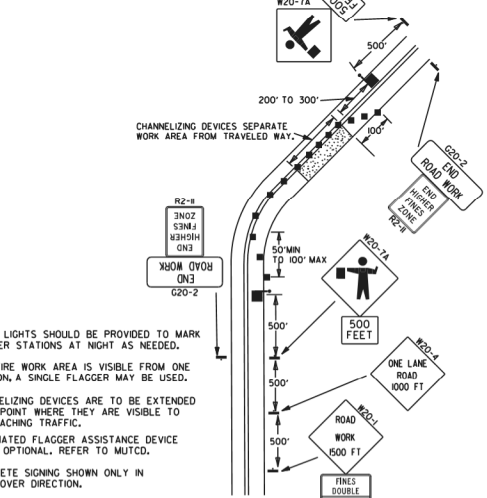 W20-7A
500
FEET
500'
200' TO 300'
CHANNELIZING DEVICES SEPARATE
WORK AREA FROM TRAVELED WAY.
100'
G20-2
END
ROAD WORK
END
HIGHER
FINES
ZONE
R2-11
R2-11
END
HIGHER
FINES
ZONE
END
ROAD WORK
G20-2
50' MIN
TO 100' MAX
W20-7A
500
FEET
500'
500'
500'
W20-4
ONE LANE
ROAD
1000 FT
W20-1
ROAD
WORK
1500 FT
FINES
DOUBLE
LIGHTS SHOULD BE PROVIDED TO MARK
ER STATIONS AT NIGHT AS NEEDED.
IRE WORK AREA IS VISIBLE FROM ONE
ON, A SINGLE FLAGGER MAY BE USED.
ELIZING DEVICES ARE TO BE EXTENDED
POINT WHERE THEY ARE VISIBLE TO
ACHING TRAFFIC.
MATED FLAGGER ASSISTANCE DEVICE
OPTIONAL. REFER TO MUTCD.
ETE SIGNING SHOWN ONLY IN
OVER DIRECTION.